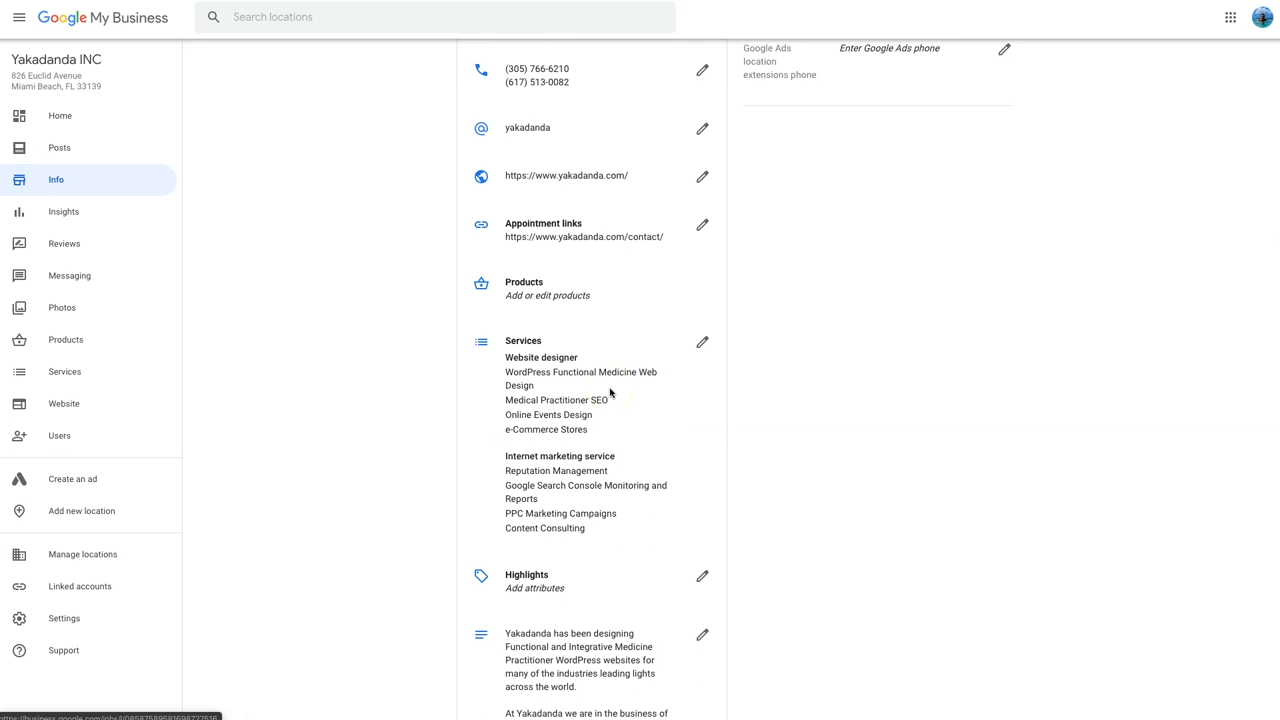 Google My Business
Search locations
Yakadanda INC
826 Euclid Avenue
Miami Beach, FL 33139
Home
Posts
Info
Insights
Reviews
Messaging
Photos
Products
Services
Website
Users
Create an ad
Add new location
Manage locations
Linked accounts
Settings
Support
(305) 766-6210
(617) 513-0082
yakadanda
https://www.yakadanda.com/
Appointment links
https://www.yakadanda.com/contact/
Products
Add or edit products
Services
Website designer
WordPress Functional Medicine Web
Design
Medical Practitioner SEO
Online Events Design
e-Commerce Stores
Internet marketing service
Reputation Management
Google Search Console Monitoring and
Reports
PPC Marketing Campaigns
Content Consulting
Highlights
Add attributes
Yakadanda has been designing
Functional and Integrative Medicine
Practitioner WordPress websites for
many of the industries leading lights
across the world.
At Yakadanda we are in the business of
Google Ads
location
extensions phone
Enter Google Ads phone